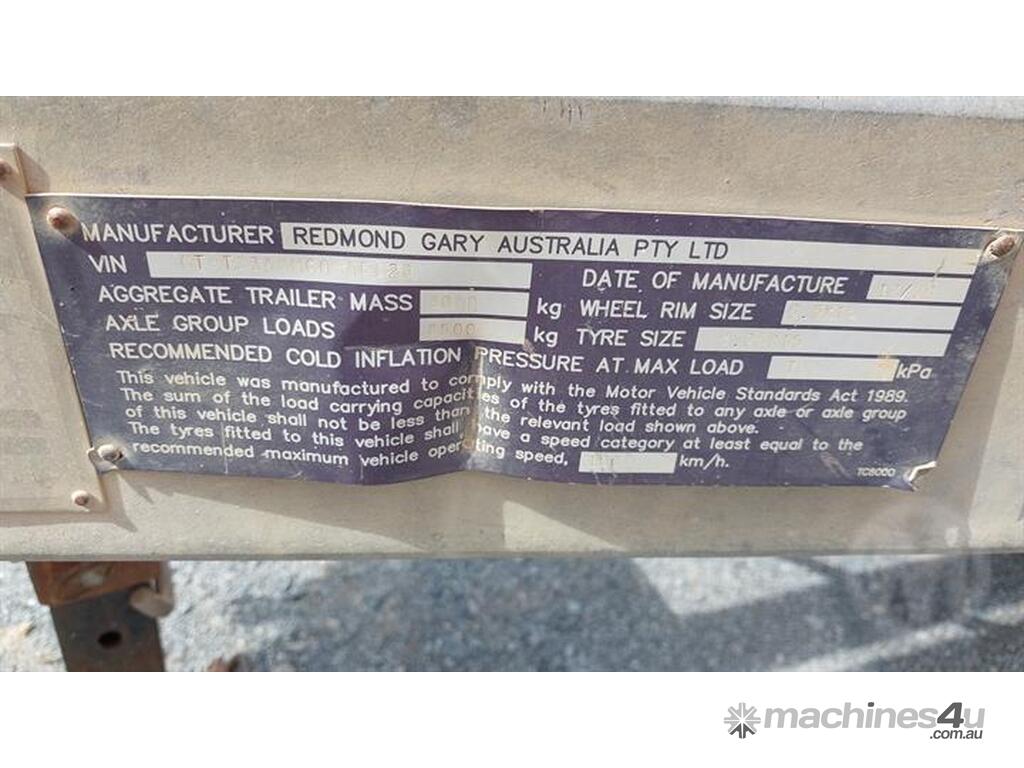 MANUFACTURER REDMOND GARY AUSTRALIA PTY LTD
VIN
DATE OF MANUFACTURE
AGGREGATE TRAILER MASS kg WHEEL RIM SIZE
AXLE GROUP LOADS kg TYRE SIZE
RECOMMENDED COLD INFLATION PRESSURE AT MAX LOAD kPa
This vehicle was manufactured to comply with the Motor Vehicle Standards Act 1989.
The sum of the load carrying capacities of the tyres fitted to any axle or axle group
of this vehicle shall not be less than the relevant load shown above.
The tyres fitted to this vehicle shall have a speed category at least equal to the
recommended maximum vehicle operating speed, km/h.
TC6000
machines4u
.com.au